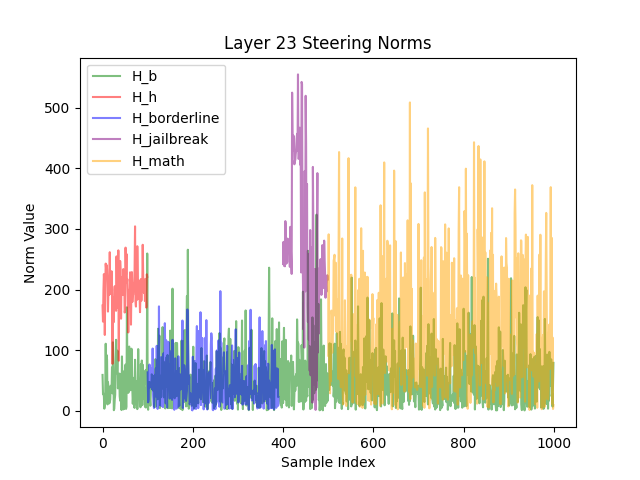 Layer 23 Steering Norms
H_b
H_h
H_borderline
H_jailbreak
H_math
Norm Value
500
400
300
200
100
0
0 200 400 600 800 1000
Sample Index